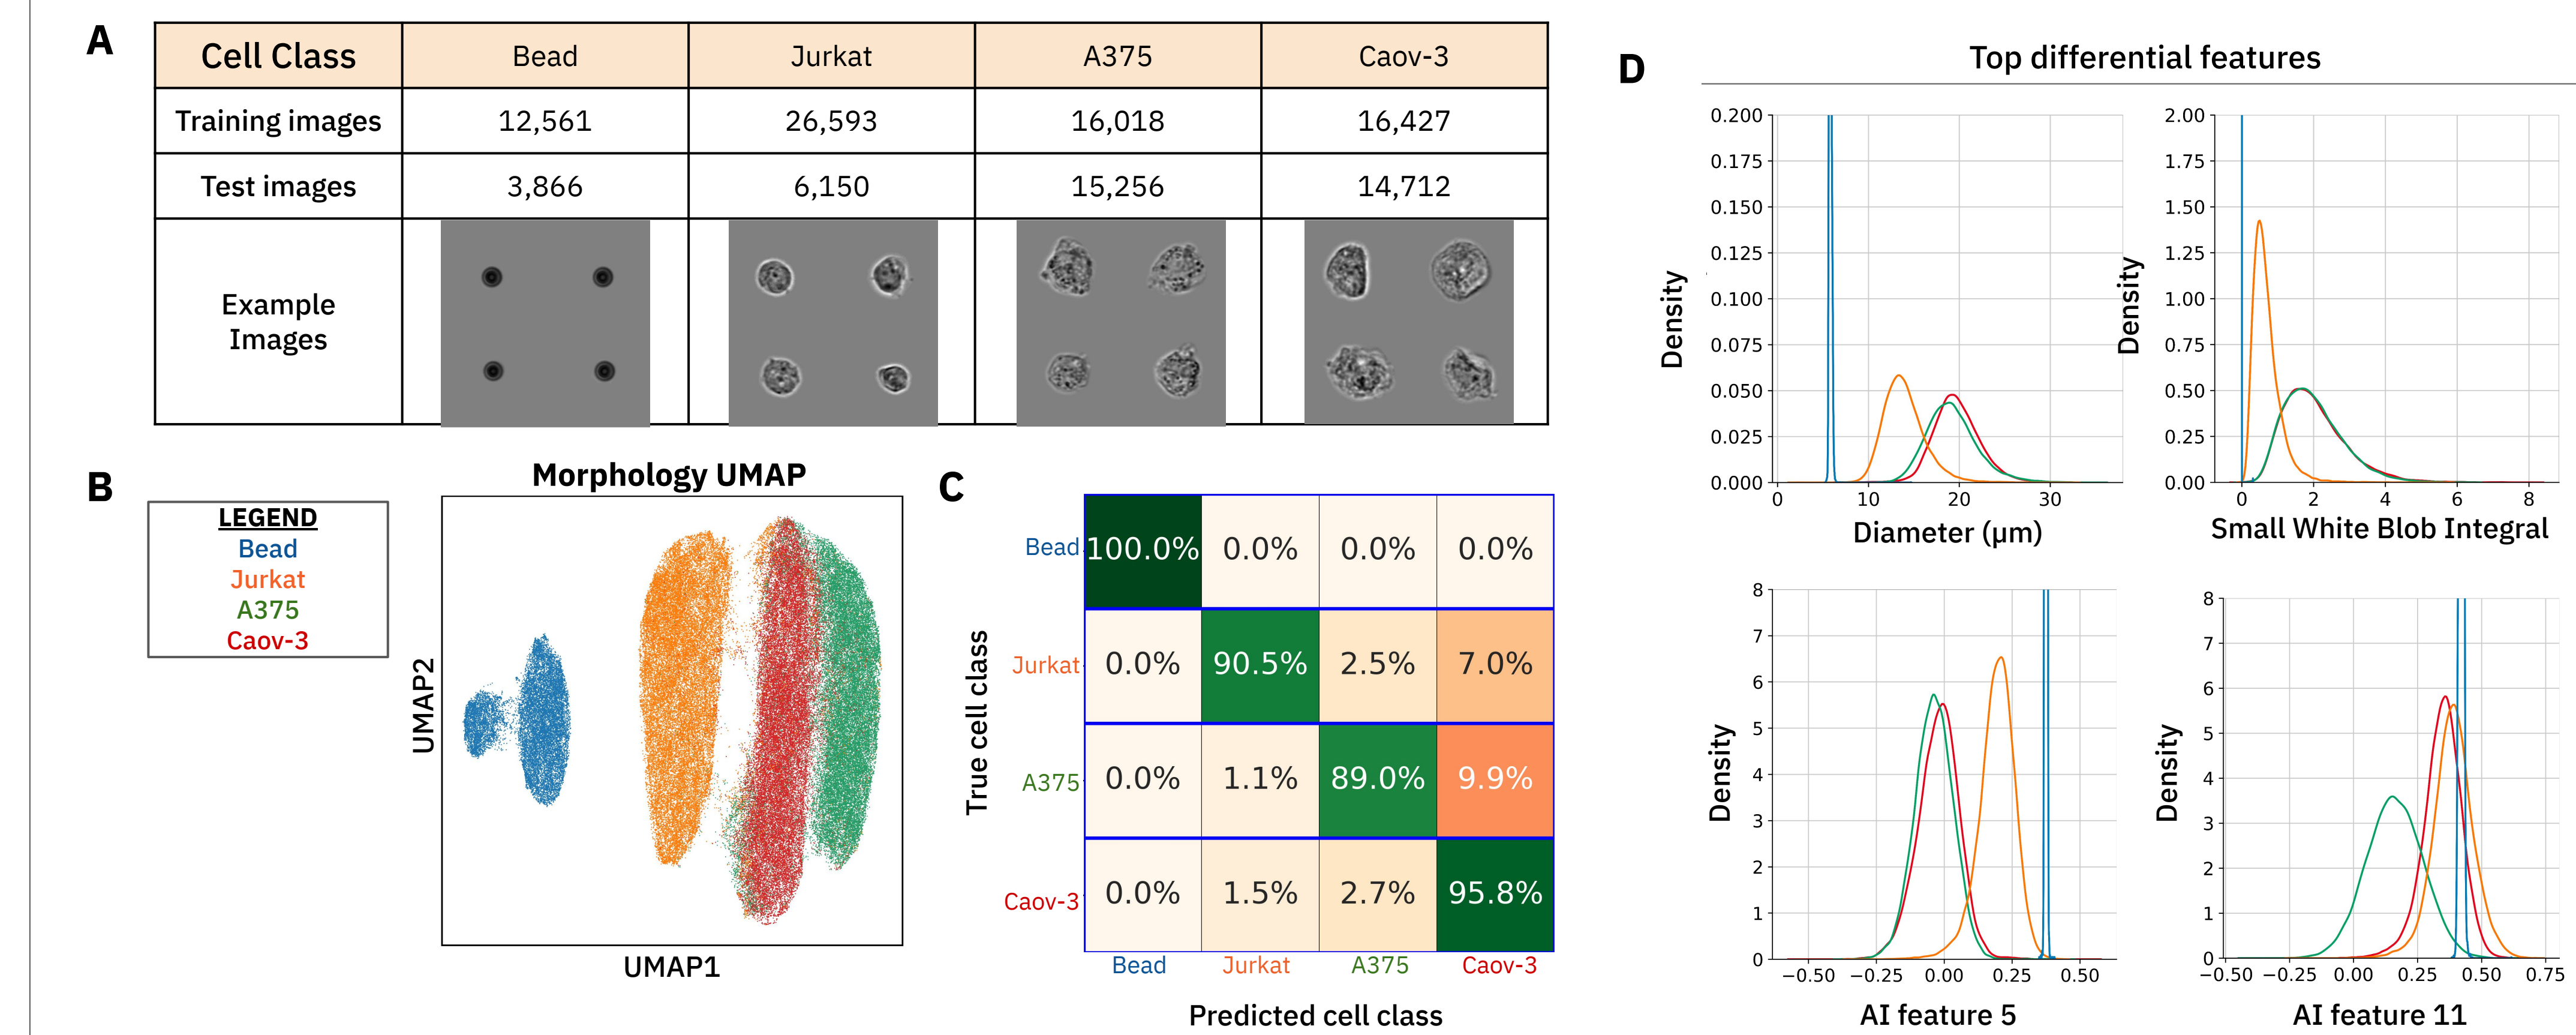 A
Cell Class Bead Jurkat A375 Caov-3
Training images 12,561 26,593 16,018 16,427
Test images 3,866 6,150 15,256 14,712
Example
Images
B
LEGEND
Bead
Jurkat
A375
Caov-3
Morphology UMAP
UMAP2
UMAP1
C
True cell class
Bead 100.0% 0.0% 0.0% 0.0%
Jurkat 0.0% 90.5% 2.5% 7.0%
A375 0.0% 1.1% 89.0% 9.9%
Caov-3 0.0% 1.5% 2.7% 95.8%
Bead Jurkat A375 Caov-3
Predicted cell class
D
Top differential features
Density
0.200
0.175
0.150
0.125
0.100
0.075
0.050
0.025
0.000
0 10 20 30
Diameter (µm)
Density
2.00
1.75
1.50
1.25
1.00
0.75
0.50
0.25
0.00
0 2 4 6 8
Small White Blob Integral
Density
8
7
6
5
4
3
2
1
0
−0.50 −0.25 0.00 0.25 0.50
AI feature 5
Density
8
7
6
5
4
3
2
1
0
−0.50 −0.25 0.00 0.25 0.50 0.75
AI feature 11